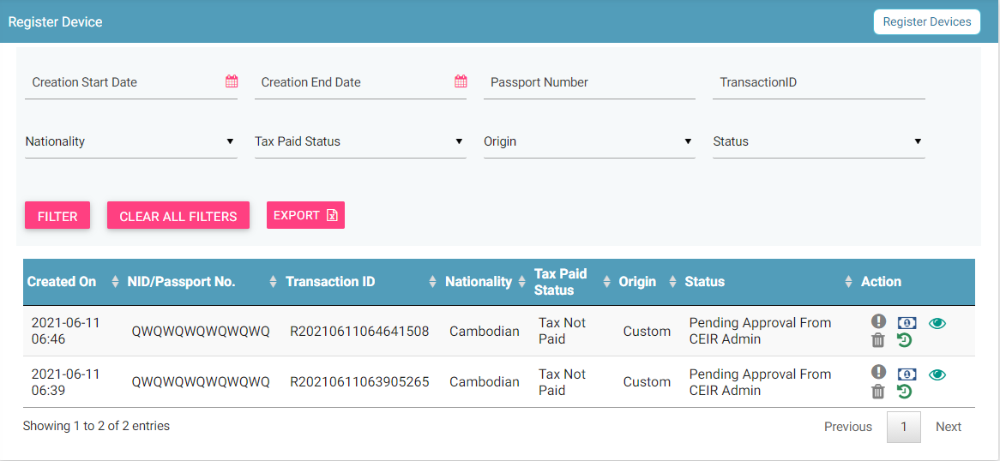 Register Device
Register Devices
Creation Start Date
Creation End Date
Passport Number
TransactionID
Nationality
Tax Paid Status
Origin
Status
FILTER
CLEAR ALL FILTERS
EXPORT
Created On
NID/Passport No.
Transaction ID
Nationality
Tax Paid
Status
Origin
Status
Action
2021-06-11
06:46
QWQWQWQWQWQWQ
R20210611064641508
Cambodian
Tax Not
Paid
Custom
Pending Approval From
CEIR Admin
2021-06-11
06:39
QWQWQWQWQWQWQ
R20210611063905265
Cambodian
Tax Not
Paid
Custom
Pending Approval From
CEIR Admin
Showing 1 to 2 of 2 entries
Previous
1
Next